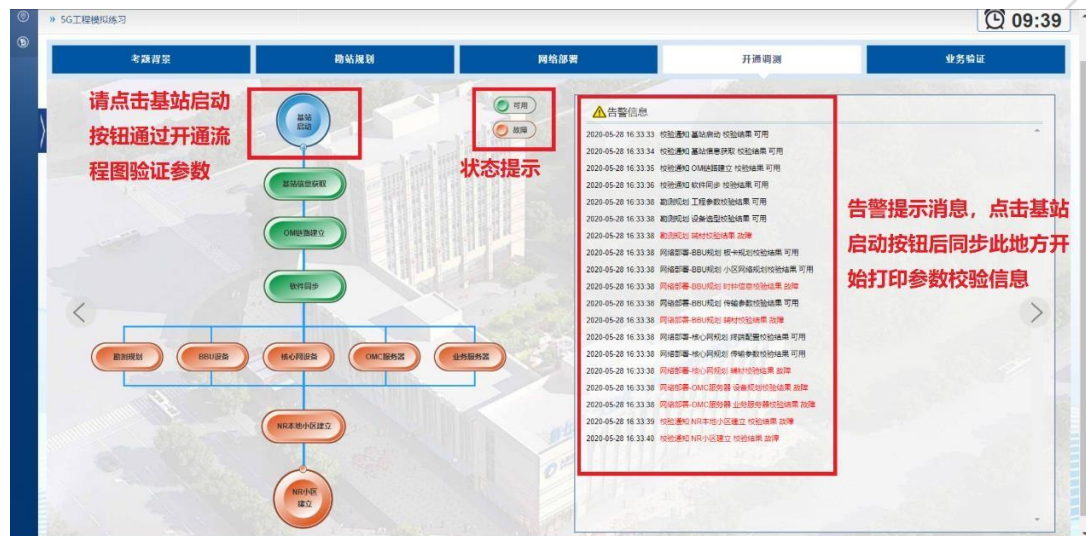 » 5G工程模拟练习
09:39
考题背景
勘站规划
网络部署
开通调测
业务验证
请点击基站启动
按钮通过开通流
程图验证参数
基站
启动
可用
故障
状态提示
基站信息获取
OM链路建立
软件同步
勘测规划
BBU设备
核心网设备
OMC服务器
业务服务器
NR本地小区建立
NR小区
建立
告警信息
2020-05-28 16:33:33 校验通知 基站启动 校验结果 可用
2020-05-28 16:33:34 校验通知 基站信息获取 校验结果 可用
2020-05-28 16:33:35 校验通知 OM链路建立 校验结果 可用
2020-05-28 16:33:36 校验通知 软件同步 校验结果 可用
2020-05-28 16:33:38 勘测规划 工程参数校验结果 可用
2020-05-28 16:33:38 勘测规划 设备选型校验结果 可用
2020-05-28 16:33:38 勘测规划 辅材校验结果 故障
2020-05-28 16:33:38 网络部署-BBU规划 板卡规划校验结果 可用
2020-05-28 16:33:38 网络部署-BBU规划 小区网络规划校验结果 可用
2020-05-28 16:33:38 网络部署-BBU规划 时钟信息校验结果 故障
2020-05-28 16:33:38 网络部署-BBU规划 传输参数校验结果 可用
2020-05-28 16:33:38 网络部署-BBU规划 辅材校验结果 故障
2020-05-28 16:33:38 网络部署-核心网规划 终端配置校验结果 可用
2020-05-28 16:33:38 网络部署-核心网规划 传输参数校验结果 可用
2020-05-28 16:33:38 网络部署-核心网规划 辅材校验结果 故障
2020-05-28 16:33:38 网络部署-OMC服务器 设备规划校验结果 故障
2020-05-28 16:33:38 网络部署-OMC服务器 业务服务器校验结果 故障
2020-05-28 16:33:39 校验通知 NR本地小区建立 校验结果 故障
2020-05-28 16:33:40 校验通知 NR小区建立 校验结果 故障
告警提示消息，点击基站
启动按钮后同步此地方开
始打印参数校验信息